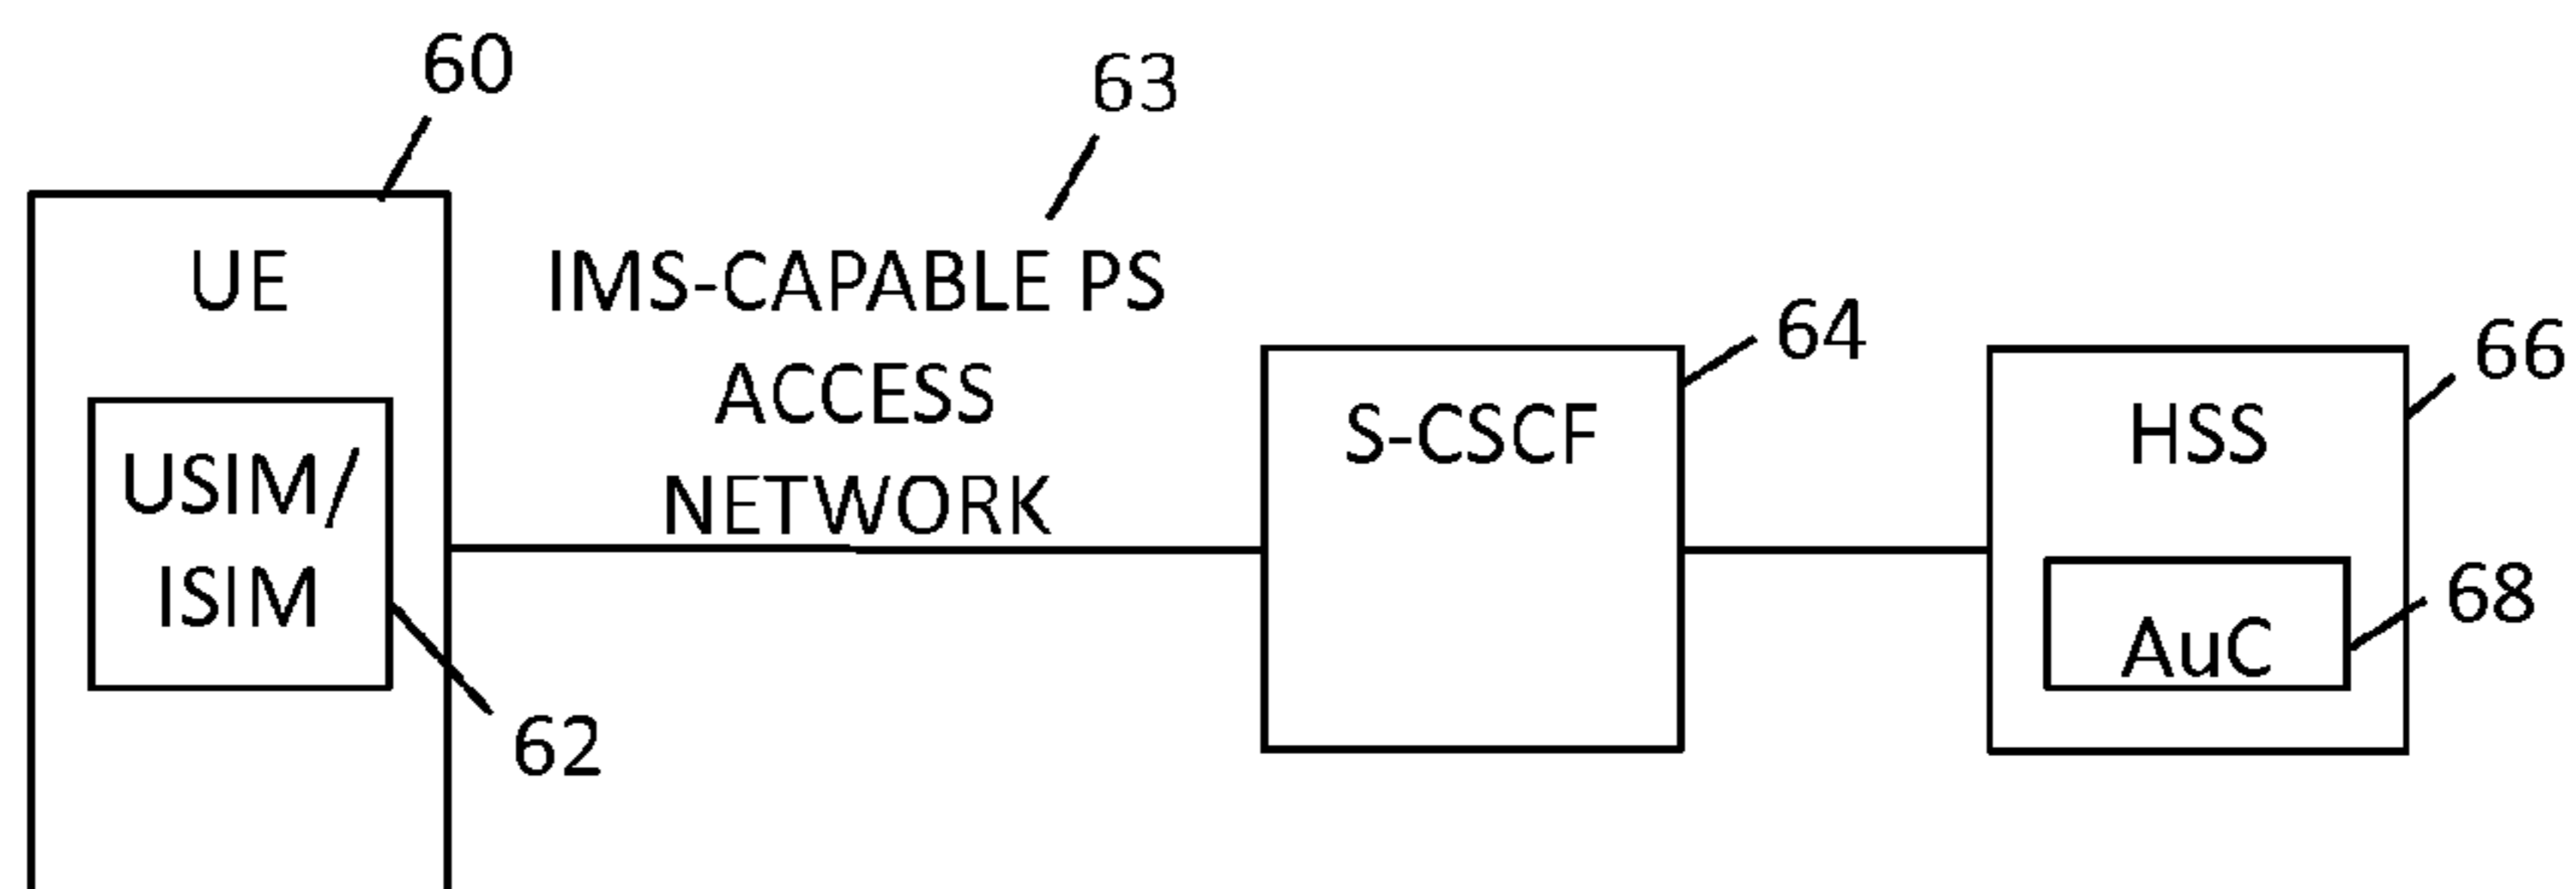 60
63
UE
IMS-CAPABLE PS
ACCESS
NETWORK
USIM/
ISIM
62
S-CSCF
64
HSS
66
AuC
68